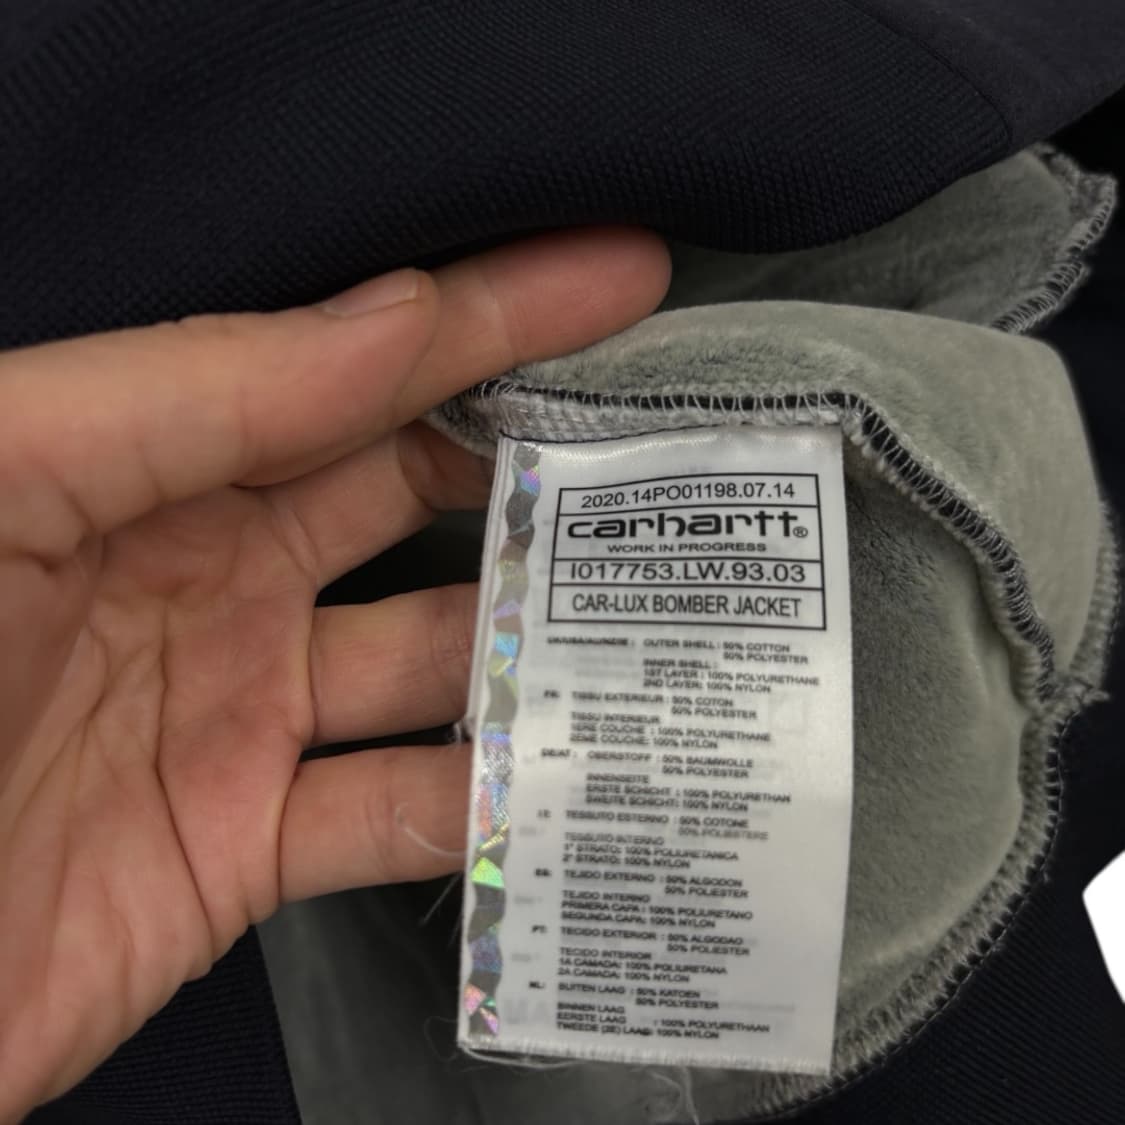 2020.14PO01198.07.14
carhartt®
WORK IN PROGRESS
I017753.LW.93.03
CAR-LUX BOMBER JACKET
OUTER SHELL : 50% COTTON
50% POLYESTER
INNER SHELL :
1ST LAYER : 100% POLYURETHANE
2ND LAYER: 100% NYLON
FR: TISSU EXTERIEUR : 50% COTON
50% POLYESTER
TISSU INTERIEUR
1ERE COUCHE : 100% POLYURETHANE
2EME COUCHE: 100% NYLON
DE/AT: OBERSTOFF : 50% BAUMWOLLE
50% POLYESTER
INNENSEITE
ERSTE SCHICHT : 100% POLYURETHAN
SWEITE SCHICHT: 100% NYLON
IT: TESSUTO ESTERNO : 50% COTONE
50% POLIESTERE
TESSUTO INTERNO
1° STRATO: 100% POLIURETANICA
2° STRATO: 100% NYLON
ES: TEJIDO EXTERNO : 50% ALGODON
50% POLIESTER
TEJIDO INTERNO
PRIMERA CAPA : 100% POLIURETANO
SEGUNDA CAPA: 100% NYLON
PT: TECIDO EXTERIOR : 50% ALGODAO
50% POLIESTER
TECIDO INTERIOR
1A CAMADA: 100% POLIURETANA
2A CAMADA: 100% NYLON
NL: BUITEN LAAG : 50% KATOEN
50% POLYESTER
BINNEN LAAG
EERSTE LAAG : 100% POLYURETHAAN
TWEEDE (2E) LAAG: 100% NYLON